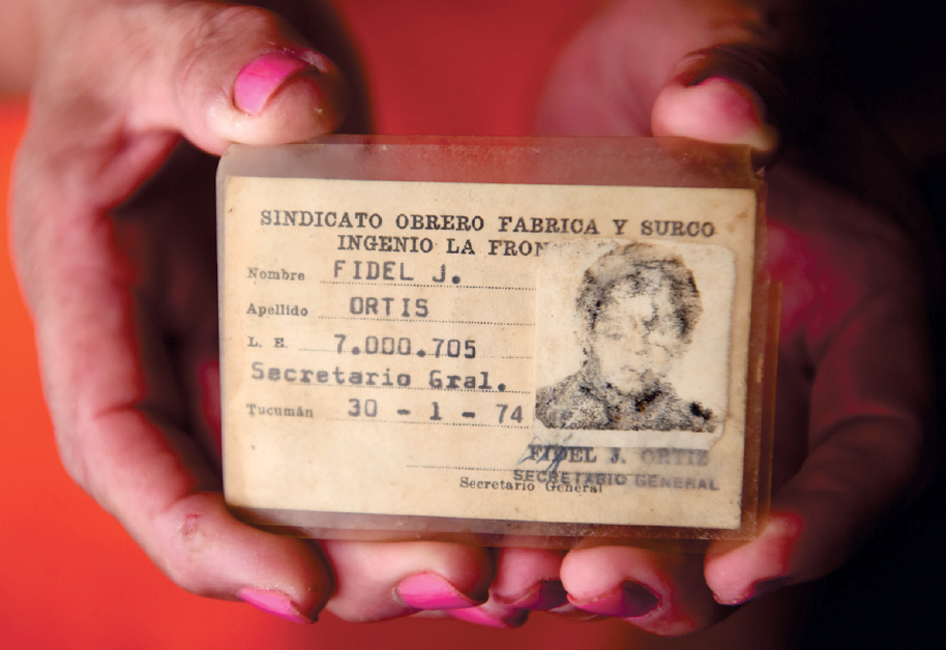 SINDICATO OBRERO FABRICA Y SURCO
INGENIO LA FRON
Nombre FIDEL J.
Apellido ORTIS
L. E. 7.000.705
Secretario Gral.
Tucumán 30 - 1 - 74
FIDEL J. ORTIZ
SECRETARIO GENERAL
Secretario General